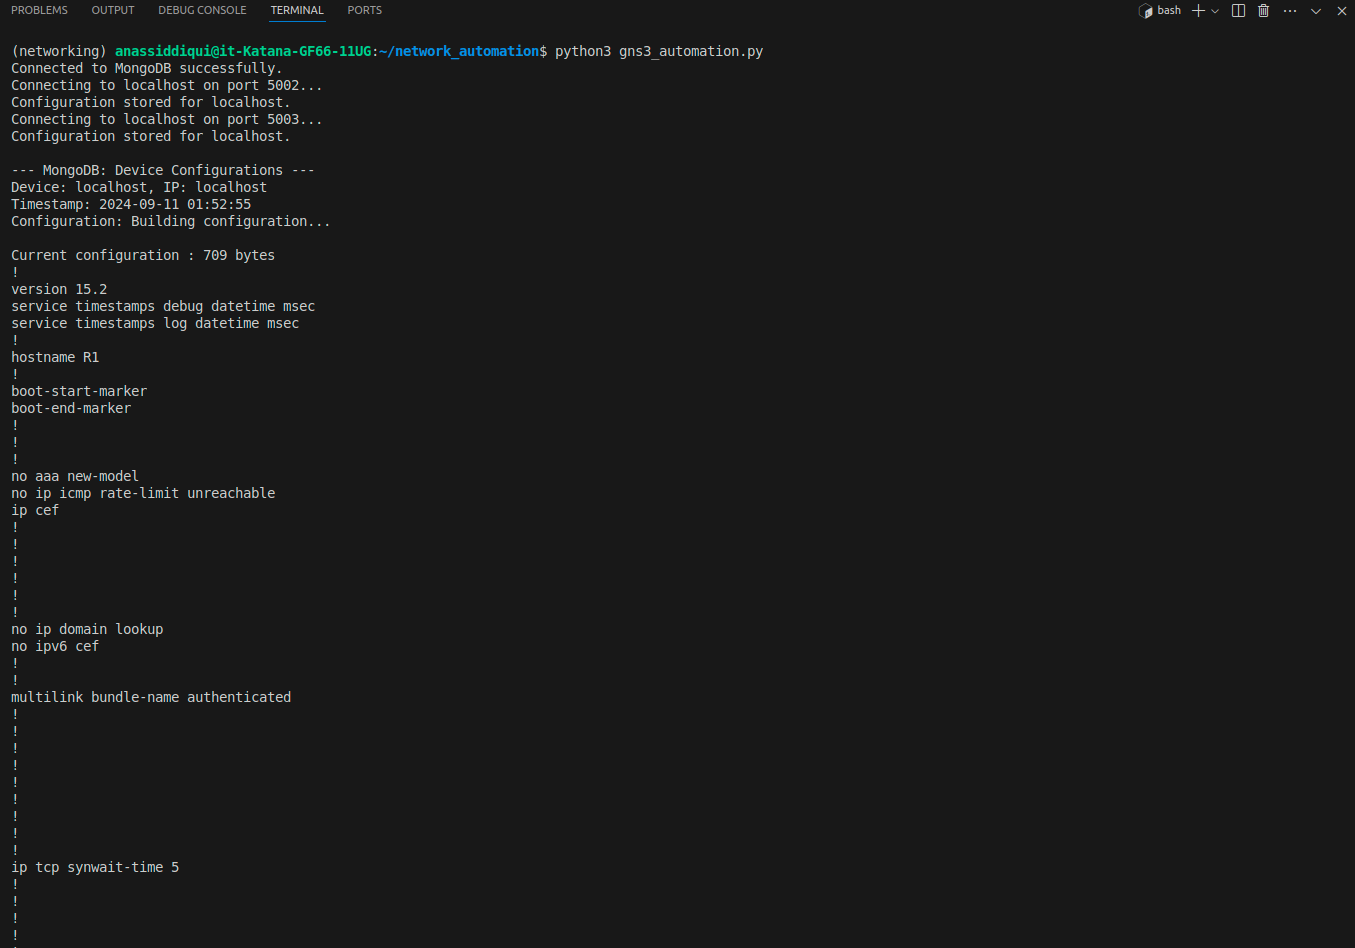 PROBLEMS OUTPUT DEBUG CONSOLE TERMINAL PORTS bash
(networking) anassiddiqui@it-Katana-GF66-11UG:~/network_automation$ python3 gns3_automation.py
Connected to MongoDB successfully.
Connecting to localhost on port 5002...
Configuration stored for localhost.
Connecting to localhost on port 5003...
Configuration stored for localhost.
--- MongoDB: Device Configurations ---
Device: localhost, IP: localhost
Timestamp: 2024-09-11 01:52:55
Configuration: Building configuration...
Current configuration : 709 bytes
!
version 15.2
service timestamps debug datetime msec
service timestamps log datetime msec
!
hostname R1
!
boot-start-marker
boot-end-marker
!
!
!
no aaa new-model
no ip icmp rate-limit unreachable
ip cef
!
!
!
!
!
!
no ip domain lookup
no ipv6 cef
!
!
multilink bundle-name authenticated
!
!
!
!
!
!
!
!
!
ip tcp synwait-time 5
!
!
!
!